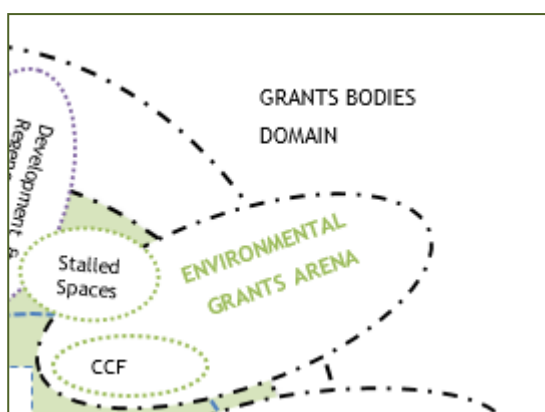 GRANTS BODIES
DOMAIN
Development &
ENVIRONMENTAL
GRANTS ARENA
Stalled
Spaces
CCF